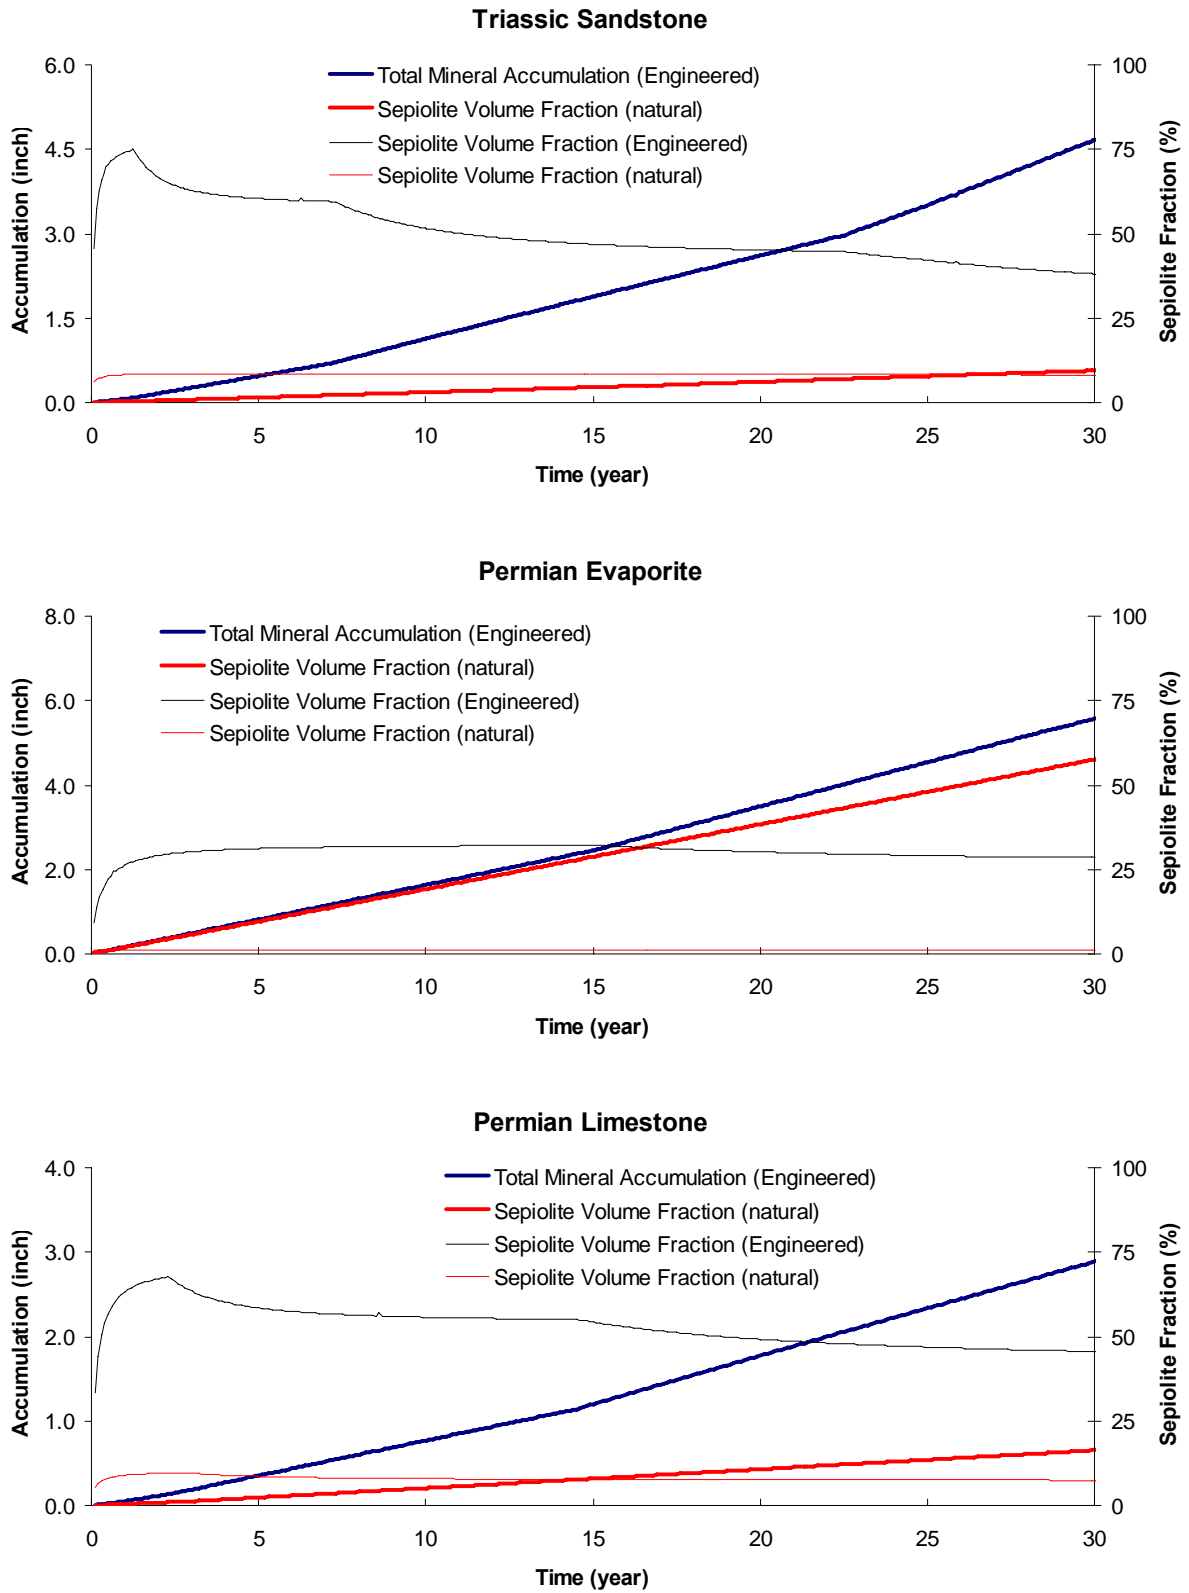 Triassic Sandstone
6.0
4.5
3.0
1.5
0.0
Accumulation (inch)
Total Mineral Accumulation (Engineered)
Sepiolite Volume Fraction (natural)
Sepiolite Volume Fraction (Engineered)
Sepiolite Volume Fraction (natural)
100
75
50
25
0
Sepiolite Fraction (%)
0 5 10 15 20 25 30
Time (year)
Permian Evaporite
8.0
6.0
4.0
2.0
0.0
Accumulation (inch)
Total Mineral Accumulation (Engineered)
Sepiolite Volume Fraction (natural)
Sepiolite Volume Fraction (Engineered)
Sepiolite Volume Fraction (natural)
100
75
50
25
0
Sepiolite Fraction (%)
0 5 10 15 20 25 30
Time (year)
Permian Limestone
4.0
3.0
2.0
1.0
0.0
Accumulation (inch)
Total Mineral Accumulation (Engineered)
Sepiolite Volume Fraction (natural)
Sepiolite Volume Fraction (Engineered)
Sepiolite Volume Fraction (natural)
100
75
50
25
0
Sepiolite Fraction (%)
0 5 10 15 20 25 30
Time (year)